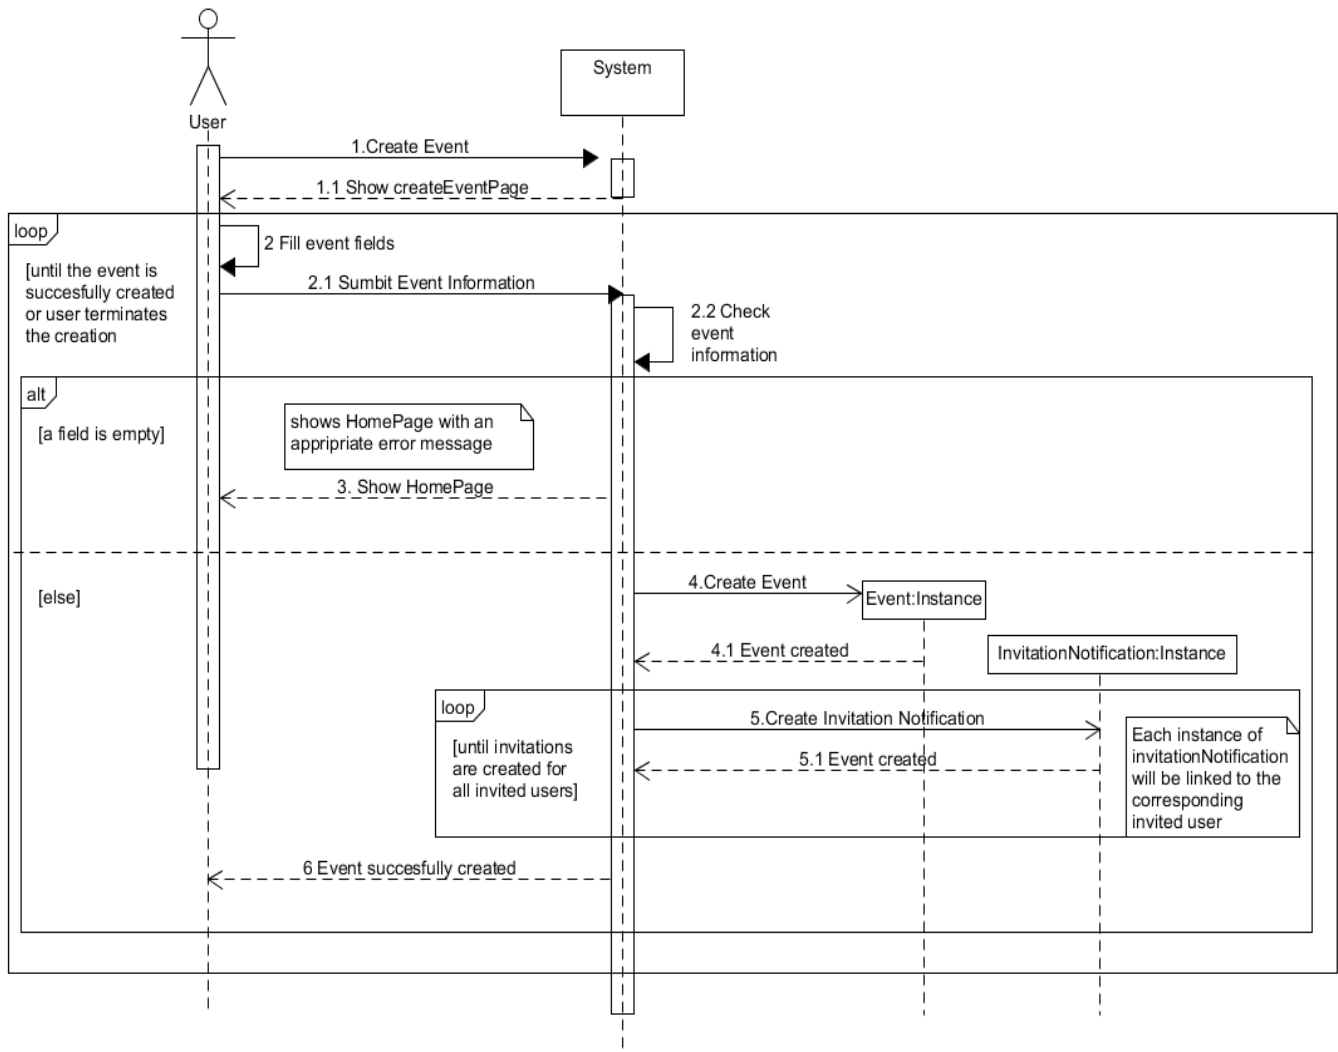 User
System
1.Create Event
1.1 Show createEventPage
loop
[until the event is
succesfully created
or user terminates
the creation
2 Fill event fields
2.1 Sumbit Event Information
2.2 Check
event
information
alt
[a field is empty]
shows HomePage with an
appripriate error message
3. Show HomePage
[else]
4.Create Event
Event:Instance
4.1 Event created
InvitationNotification:Instance
loop
[until invitations
are created for
all invited users]
5.Create Invitation Notification
5.1 Event created
Each instance of
invitationNotification
will be linked to the
corresponding
invited user
6 Event succesfully created